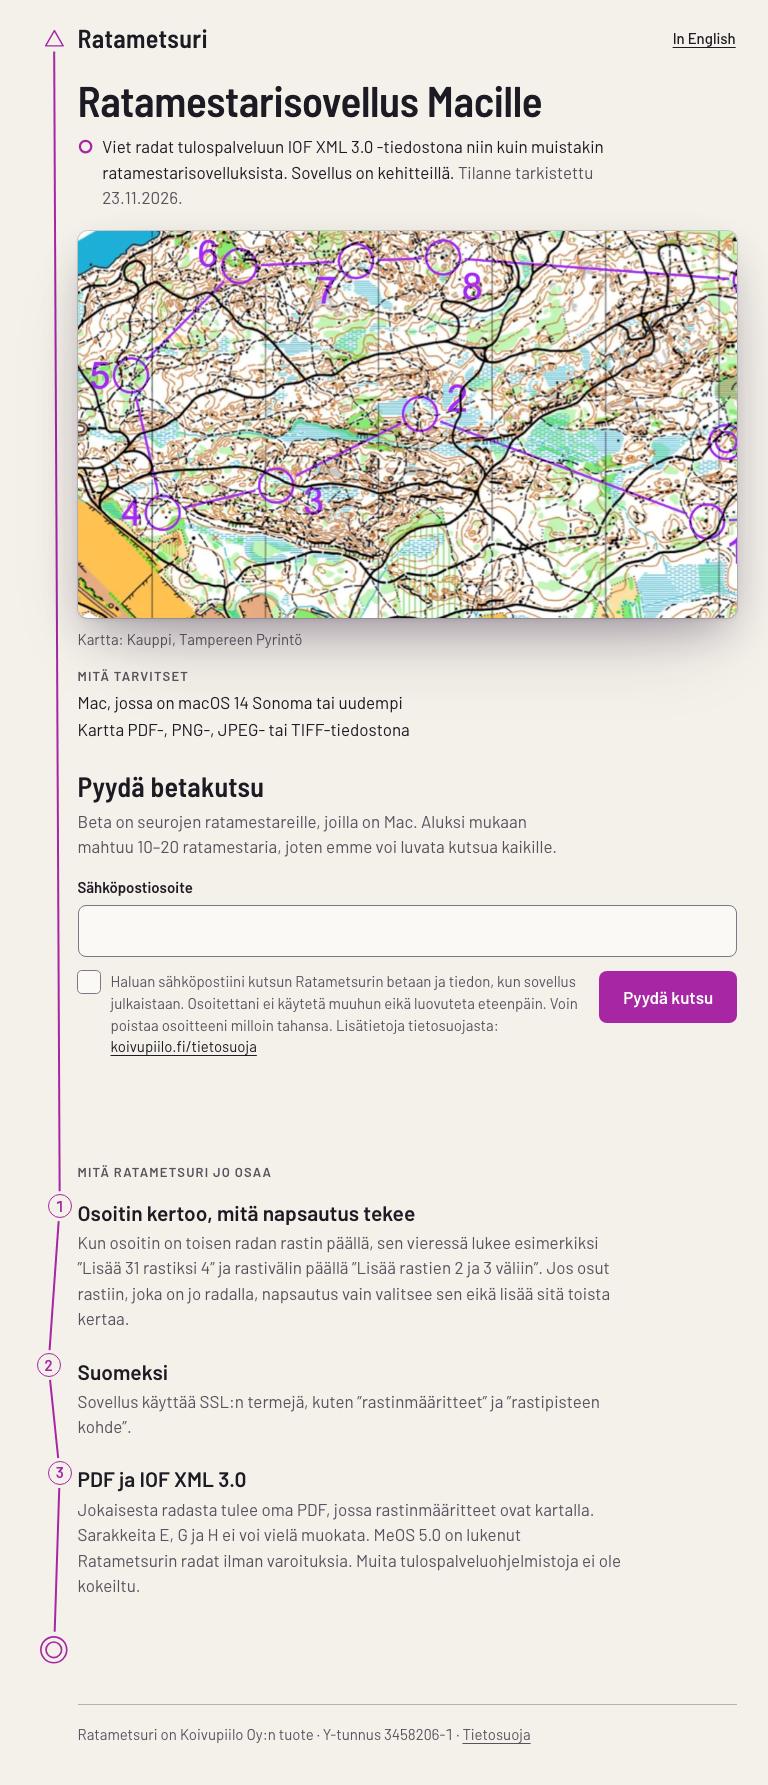 Ratametsuri
In English
Ratamestarisovellus Macille
Viet radat tulospalveluun IOF XML 3.0 -tiedostona niin kuin muistakin
ratamestarisovelluksista. Sovellus on kehitteillä. Tilanne tarkistettu
23.11.2026.
6
7
8
5
2
4
3
1
Kartta: Kauppi, Tampereen Pyrintö
MITÄ TARVITSET
Mac, jossa on macOS 14 Sonoma tai uudempi
Kartta PDF-, PNG-, JPEG- tai TIFF-tiedostona
Pyydä betakutsu
Beta on seurojen ratamestareille, joilla on Mac. Aluksi mukaan
mahtuu 10–20 ratamestaria, joten emme voi luvata kutsua kaikille.
Sähköpostiosoite
Haluan sähköpostiini kutsun Ratametsurin betaan ja tiedon, kun sovellus
julkaistaan. Osoitettani ei käytetä muuhun eikä luovuteta eteenpäin. Voin
poistaa osoitteeni milloin tahansa. Lisätietoja tietosuojasta:
koivupiilo.fi/tietosuoja
Pyydä kutsu
MITÄ RATAMETSURI JO OSAA
1 Osoitin kertoo, mitä napsautus tekee
Kun osoitin on toisen radan rastin päällä, sen vieressä lukee esimerkiksi
”Lisää 31 rastiksi 4” ja rastivälin päällä ”Lisää rastien 2 ja 3 väliin”. Jos osut
rastiin, joka on jo radalla, napsautus vain valitsee sen eikä lisää sitä toista
kertaa.
2 Suomeksi
Sovellus käyttää SSL:n termejä, kuten ”rastinmääritteet” ja ”rastipisteen
kohde”.
3 PDF ja IOF XML 3.0
Jokaisesta radasta tulee oma PDF, jossa rastinmääritteet ovat kartalla.
Sarakkeita E, G ja H ei voi vielä muokata. MeOS 5.0 on lukenut
Ratametsurin radat ilman varoituksia. Muita tulospalveluohjelmistoja ei ole
kokeiltu.
Ratametsuri on Koivupiilo Oy:n tuote · Y-tunnus 3458206-1 · Tietosuoja